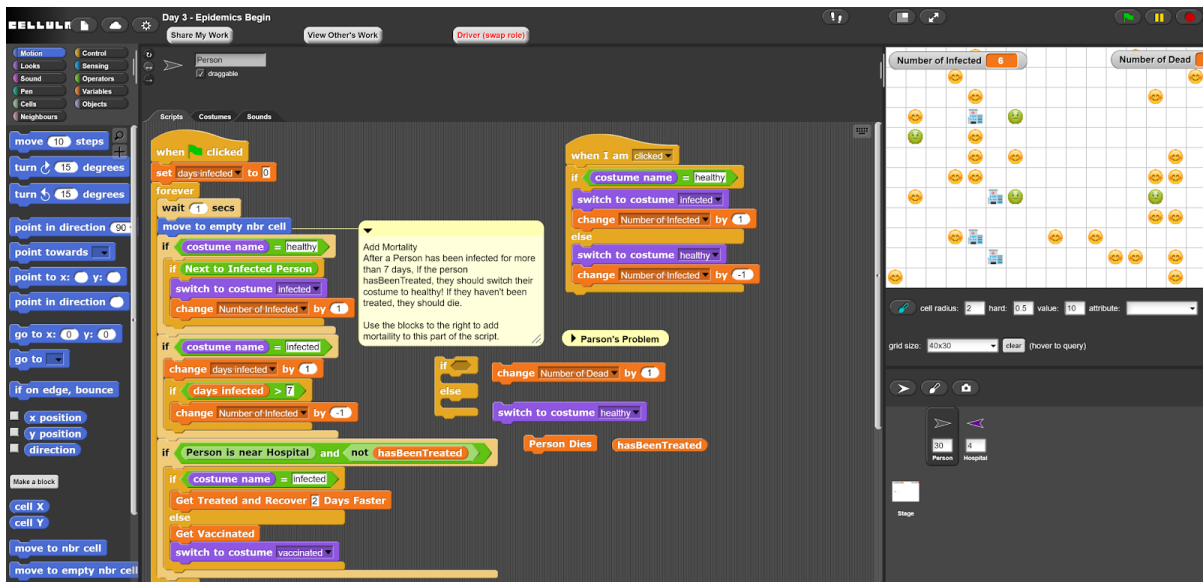 CELLULAR
Day 3 - Epidemics Begin
Share My Work
View Other's Work
Driver (swap role)
Motion
Control
Looks
Sensing
Sound
Operators
Pen
Variables
Cells
Objects
Neighbours
Person
draggable
Scripts
Costumes
Sounds
move 10 steps
turn 15 degrees
turn 15 degrees
point in direction 90
point towards
point to x: y:
point in direction
go to x: 0 y: 0
go to
if on edge, bounce
x position
y position
direction
Make a block
cell X
cell Y
move to nbr cell
move to empty nbr cell
when clicked
set days infected to 0
forever
wait 1 secs
move to empty nbr cell
if costume name = healthy
if Next to Infected Person
switch to costume infected
change Number of Infected by 1
if costume name = infected
change days infected by 1
if days infected > 7
change Number of Infected by -1
if Person is near Hospital and not hasBeenTreated
if costume name = infected
Get Treated and Recover 2 Days Faster
else
Get Vaccinated
switch to costume vaccinated
Add Mortality
After a Person has been infected for more
than 7 days, If the person
hasBeenTreated, they should switch their
costume to healthy! If they haven't been
treated, they should die.
Use the blocks to the right to add
mortaility to this part of the script.
when I am clicked
if costume name = healthy
switch to costume infected
change Number of Infected by 1
else
switch to costume healthy
change Number of Infected by -1
Parson's Problem
if
else
change Number of Dead by 1
switch to costume healthy
Person Dies
hasBeenTreated
Number of Infected 6
Number of Dead
cell radius: 2 hard: 0.5 value: 10 attribute:
grid size: 40x30 clear (hover to query)
30
Person
4
Hospital
Stage